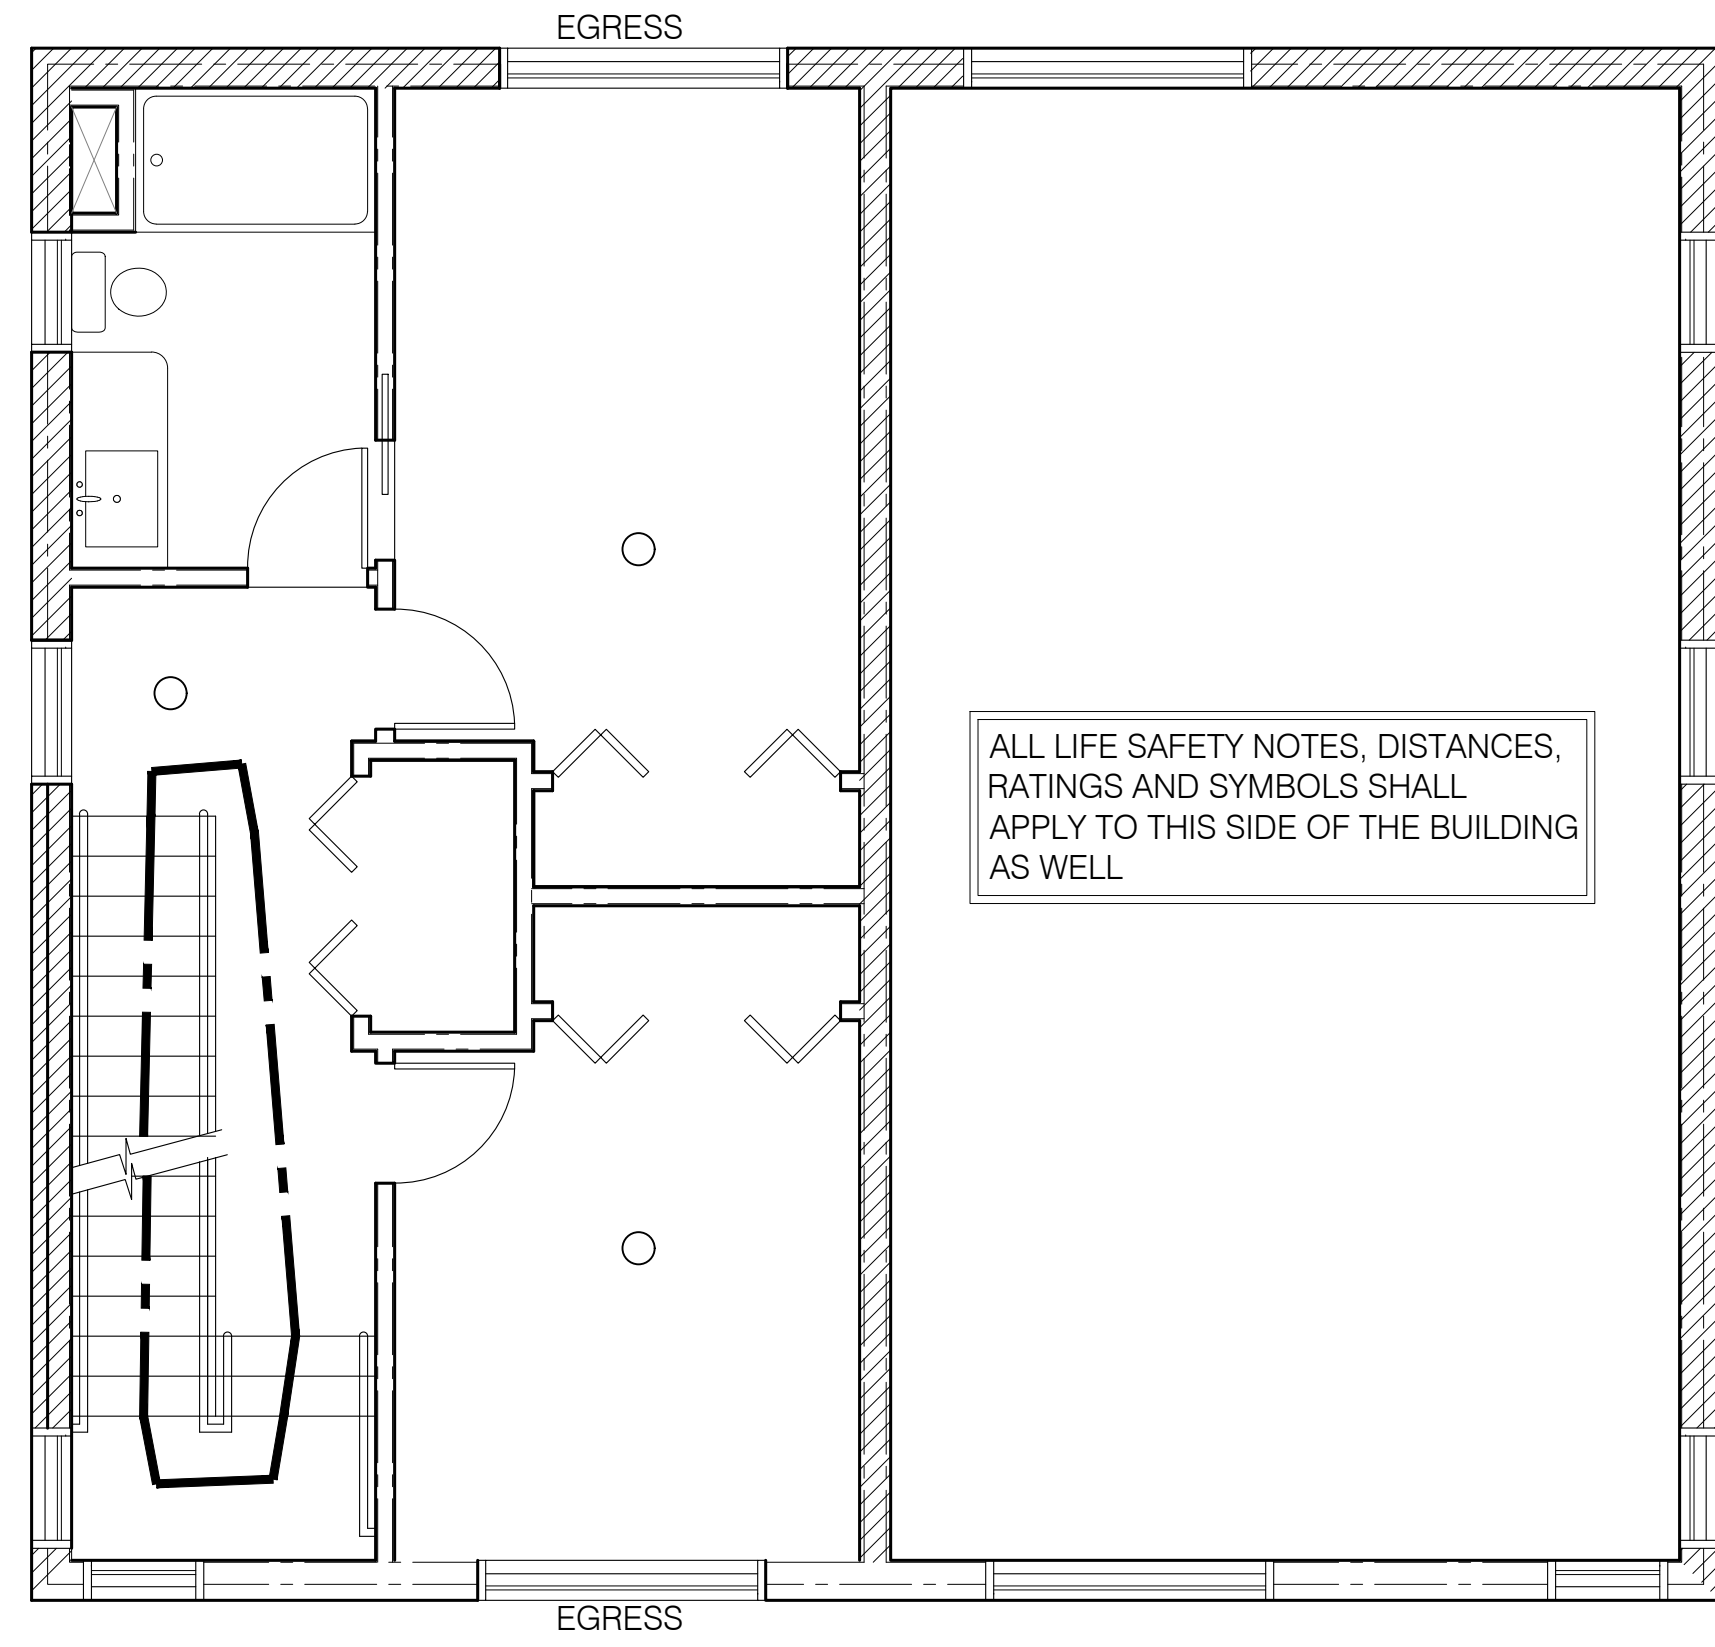 EGRESS
ALL LIFE SAFETY NOTES, DISTANCES,
RATINGS AND SYMBOLS SHALL
APPLY TO THIS SIDE OF THE BUILDING
AS WELL
EGRESS